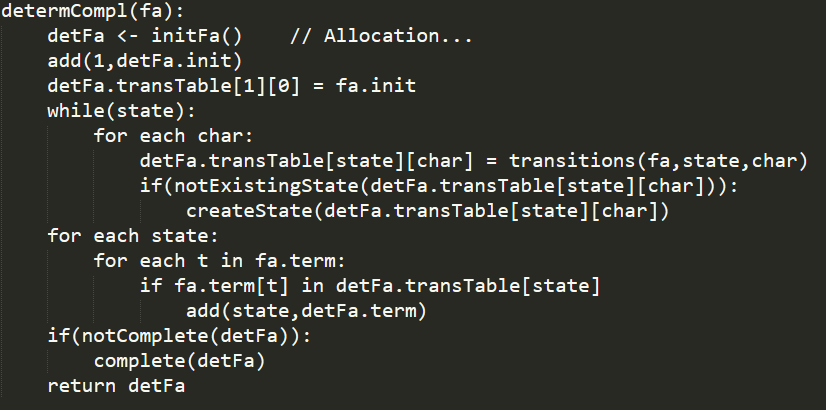 determCompl(fa):
    detFa <- initFa()    // Allocation...
    add(1,detFa.init)
    detFa.transTable[1][0] = fa.init
    while(state):
        for each char:
            detFa.transTable[state][char] = transitions(fa,state,char)
            if(notExistingState(detFa.transTable[state][char])):
                createState(detFa.transTable[state][char])
    for each state:
        for each t in fa.term:
            if fa.term[t] in detFa.transTable[state]
                add(state,detFa.term)
    if(notComplete(detFa)):
        complete(detFa)
    return detFa